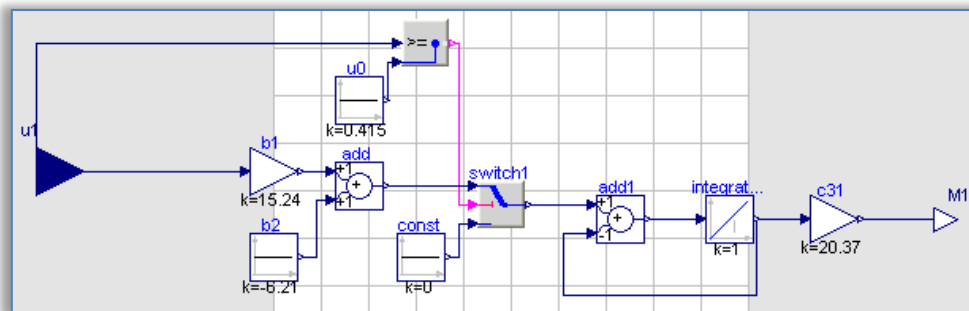 >=
u0
k=0.415
u1
b1
k=15.24
add
+1
+
+1
switch1
b2
k=-6.21
const
k=0
add1
+1
+
-1
integrat...
I
k=1
c31
k=20.37
M1